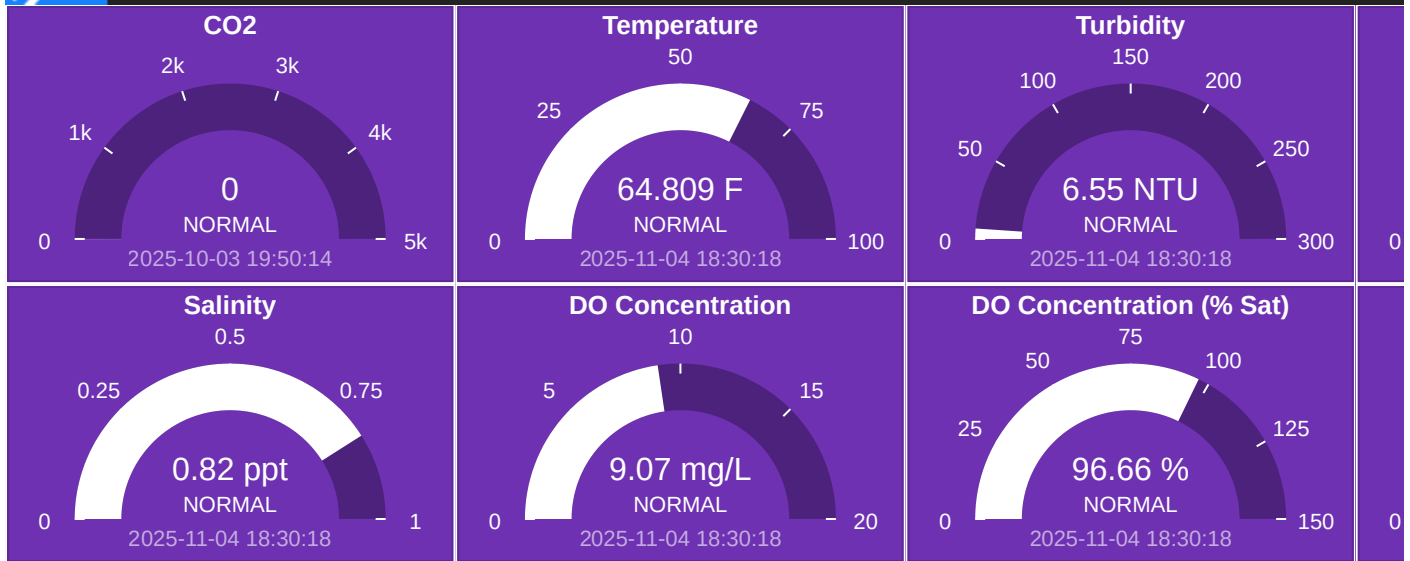 CO2
2k
3k
1k
4k
0
NORMAL
0
5k
2025-10-03 19:50:14
Temperature
50
25
75
64.809 F
NORMAL
0
100
2025-11-04 18:30:18
Turbidity
150
100
200
50
250
6.55 NTU
NORMAL
0
300
2025-11-04 18:30:18
0
Salinity
0.5
0.25
0.75
0.82 ppt
NORMAL
0
1
2025-11-04 18:30:18
DO Concentration
10
5
15
9.07 mg/L
NORMAL
0
20
2025-11-04 18:30:18
DO Concentration (% Sat)
75
50
100
25
125
96.66 %
NORMAL
0
150
2025-11-04 18:30:18
0